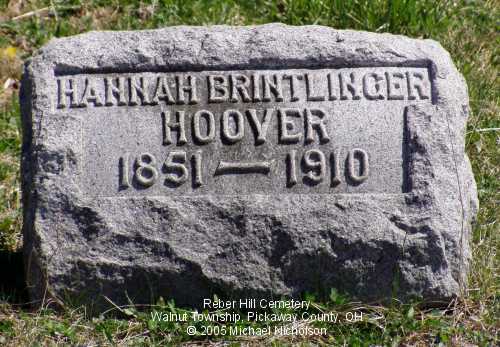 HANNAH BRINTLINGER
HOOVER
1851 — 1910
Reber Hill Cemetery
Walnut Township, Pickaway County, OH
© 2005 Michael Nicholson